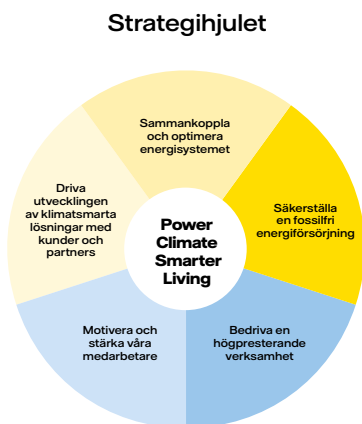 Strategihjulet
Sammankoppla
och optimera
energisystemet
Driva
utvecklingen
av klimatsmarta
lösningar med
kunder och
partners
Säkerställa
en fossilfri
energiförsörjning
Power
Climate
Smarter
Living
Motivera och
stärka våra
medarbetare
Bedriva en
högpresterande
verksamhet